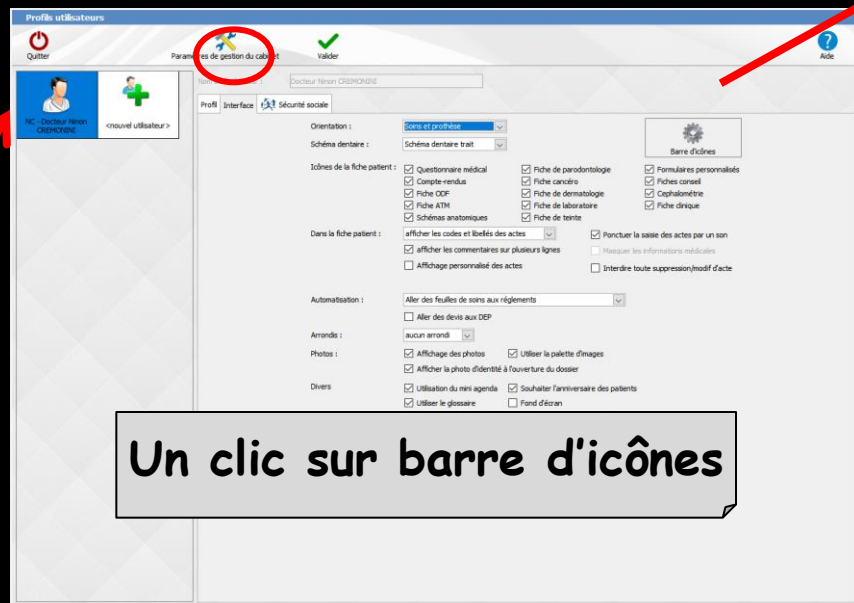 Profils utilisateurs
Quitter
Paramètres de gestion du cabinet
Valider
Aide
NC - Docteur Ninon CREMONINI
<nouvel utilisateur>
Docteur Ninon CREMONINI
Profil Interface Sécurité sociale
Orientation : Soins et prothèse
Schéma dentaire : Schéma dentaire trait
Barre d'icônes
Icônes de la fiche patient : Questionnaire médical Fiche de parodontologie Formulaires personnalisés
Compte-rendus Fiche cancéro Fiches conseil
Fiche ODF Fiche de dermatologie Cephalométrie
Fiche ATM Fiche de laboratoire Fiche clinique
Schémas anatomiques Fiche de teinte
Dans la fiche patient : afficher les codes et libellés des actes Ponctuer la saisie des actes par un son
afficher les commentaires sur plusieurs lignes Masquer les informations médicales
Affichage personnalisé des actes Interdire toute suppression/modif d'acte
Automatisation : Aller des feuilles de soins aux réglements
Aller des devis aux DEP
Arrondis : aucun arrondi
Photos : Affichage des photos Utiliser la palette d'images
Afficher la photo d'identité à l'ouverture du dossier
Divers Utilisation du mini agenda Souhaiter l'anniversaire des patients
Utiliser le glossaire Fond d'écran
Un clic sur barre d'icônes